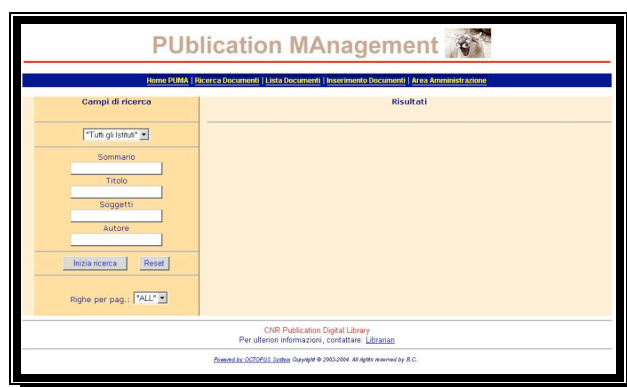 PUblication MAnagement
Home PUMA | Ricerca Documenti | Lista Documenti | Inserimento Documenti | Area Amministrazione
Campi di ricerca
Risultati
"Tutti gli Istituti"
Sommario
Titolo
Soggetti
Autore
Inizia ricerca Reset
Righe per pag.: "ALL"
CNR Publication Digital Library
Per ulteriori informazioni, contattare: Librarian
Powered by OCTOPUS System Copyright © 2003-2004. All rights reserved by B.C..